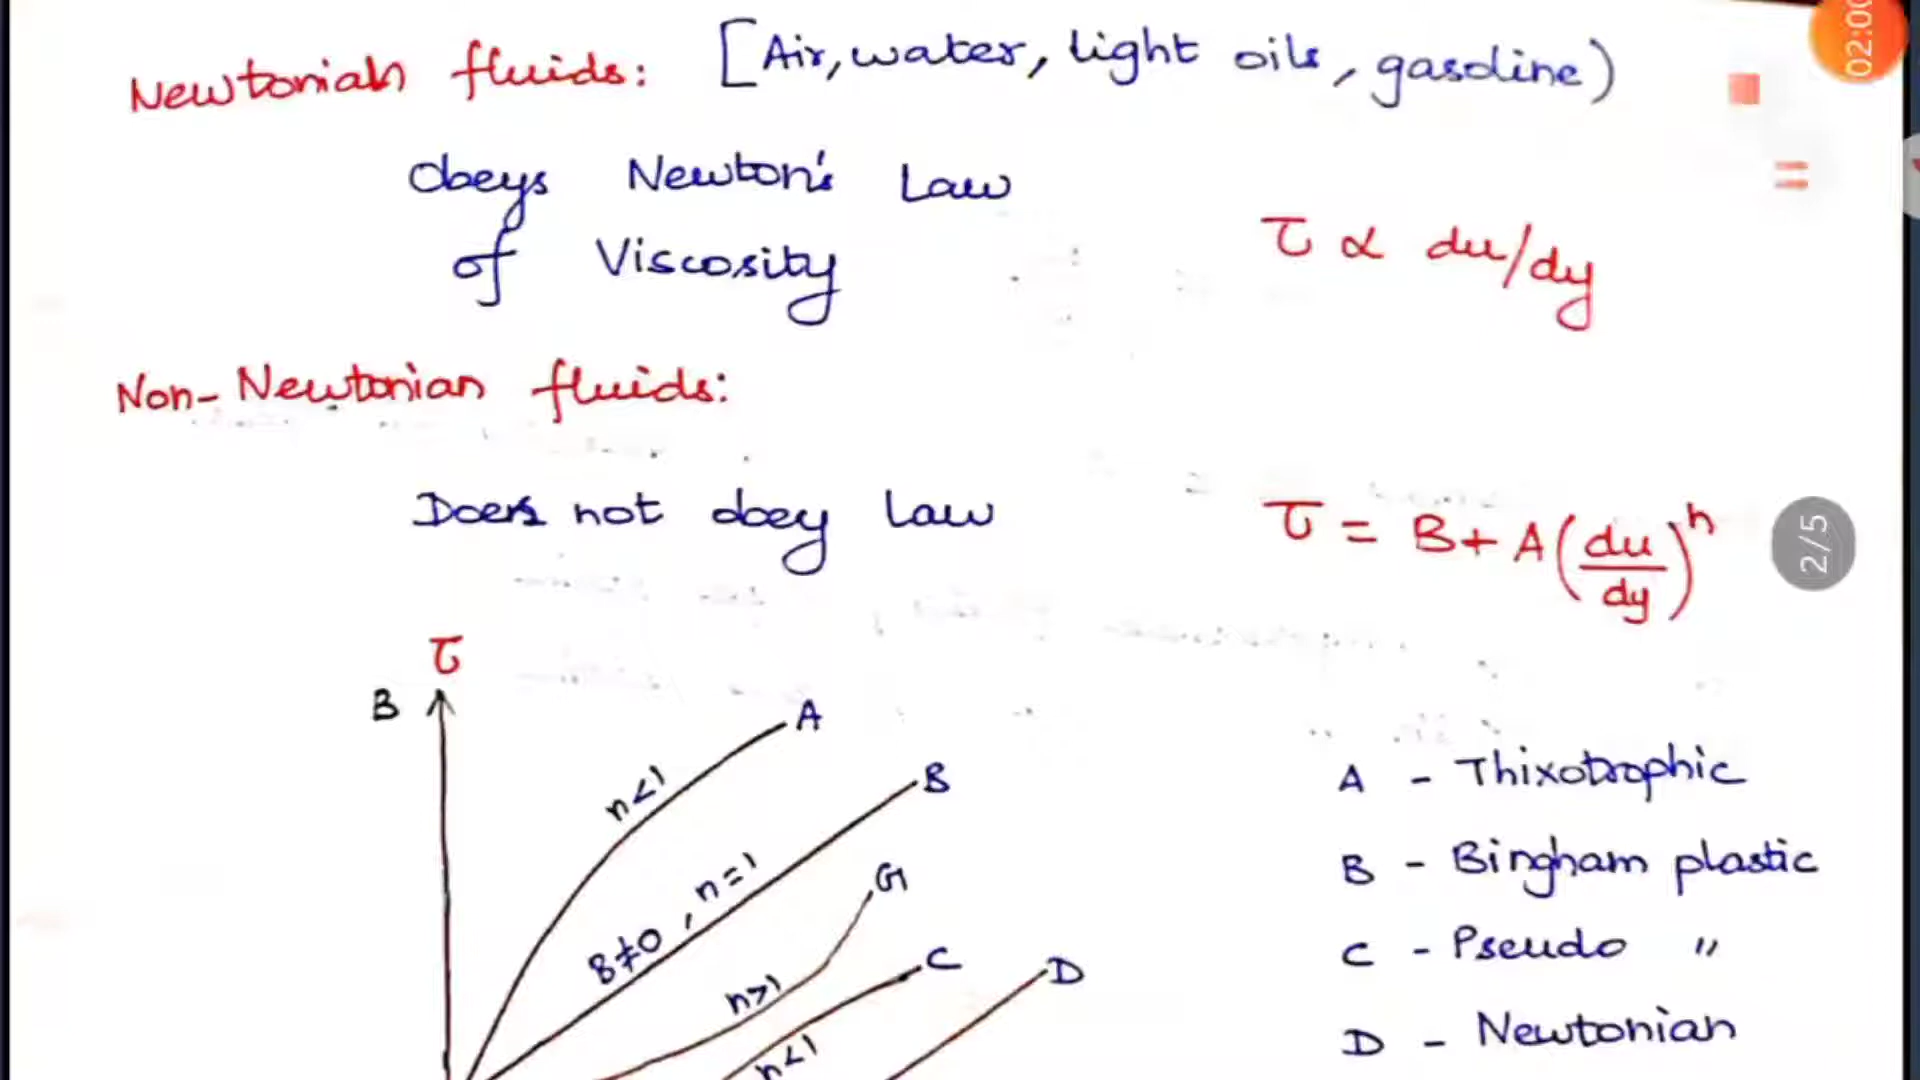 Newtonian fluids: [Air, water, light oils, gasoline)
obeys Newton's Law
of Viscosity
τ ∝ du/dy
Non-Newtonian fluids:
Does not obey Law
τ = B + A(du/dy)^n
τ
B
A
n<1
B
B≠0, n=1
G
n>1
C
n<1
D
A - Thixotrophic
B - Bingham plastic
C - Pseudo "
D - Newtonian
02:00
2/5